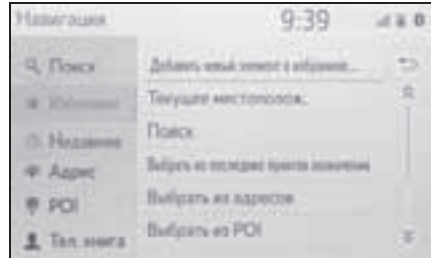 Навигация 9:39
Поиск
Избранное
Недавние
Адрес
POI
Тел. книга
Добавить новый элемент в избранное...
Текущее местополож.
Поиск
Выбрать из последних пунктов назначения
Выбрать из адресов
Выбрать из POI